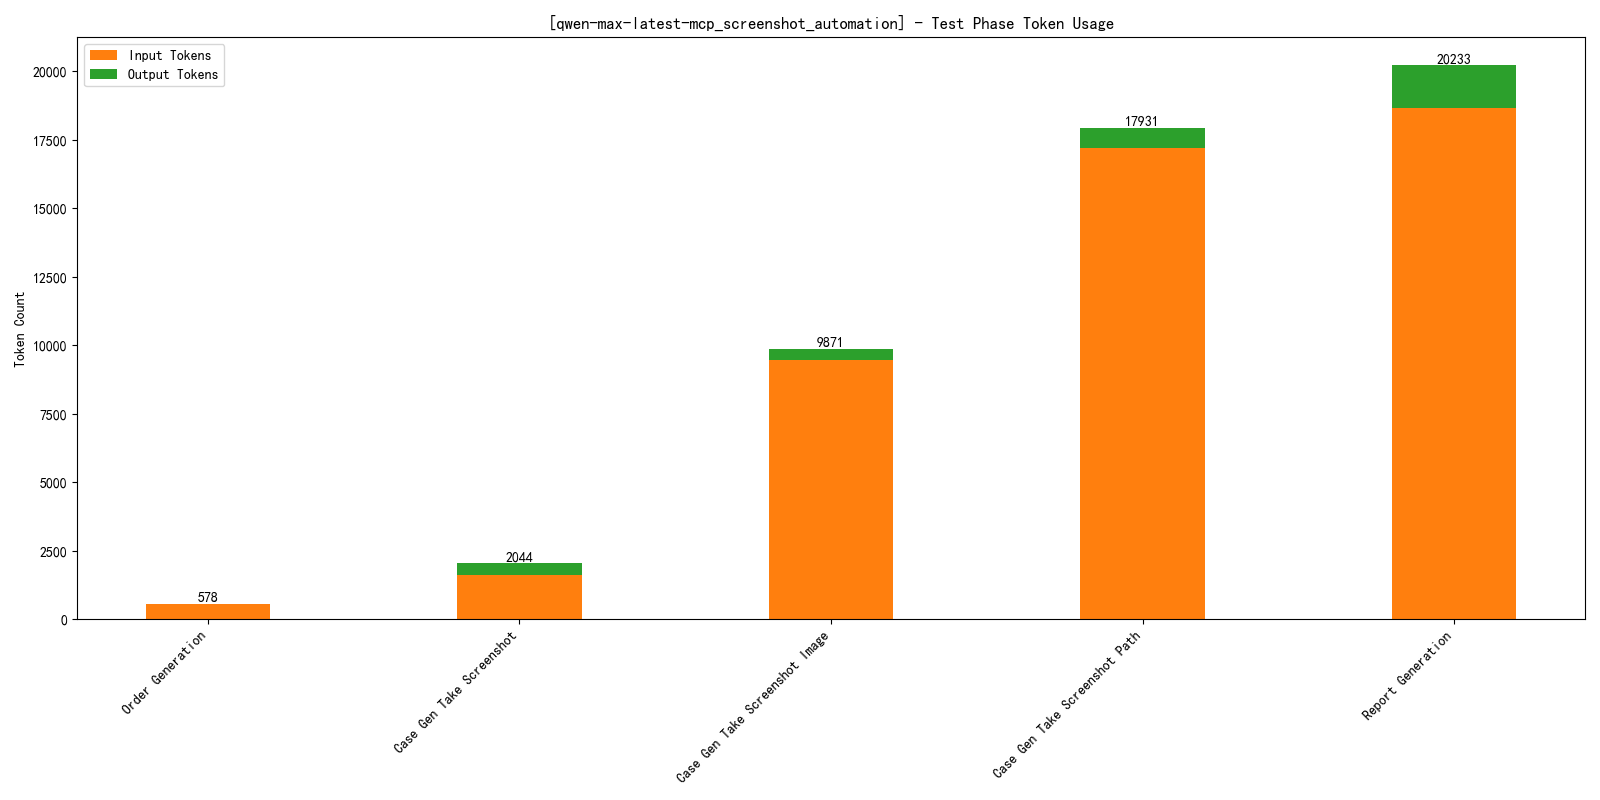 [qwen-max-latest-mcp_screenshot_automation] - Test Phase Token Usage
Input Tokens
Output Tokens
Token Count
20000
17500
15000
12500
10000
7500
5000
2500
0
578
2044
9871
17931
20233
Order Generation
Case Gen Take Screenshot
Case Gen Take Screenshot Image
Case Gen Take Screenshot Path
Report Generation